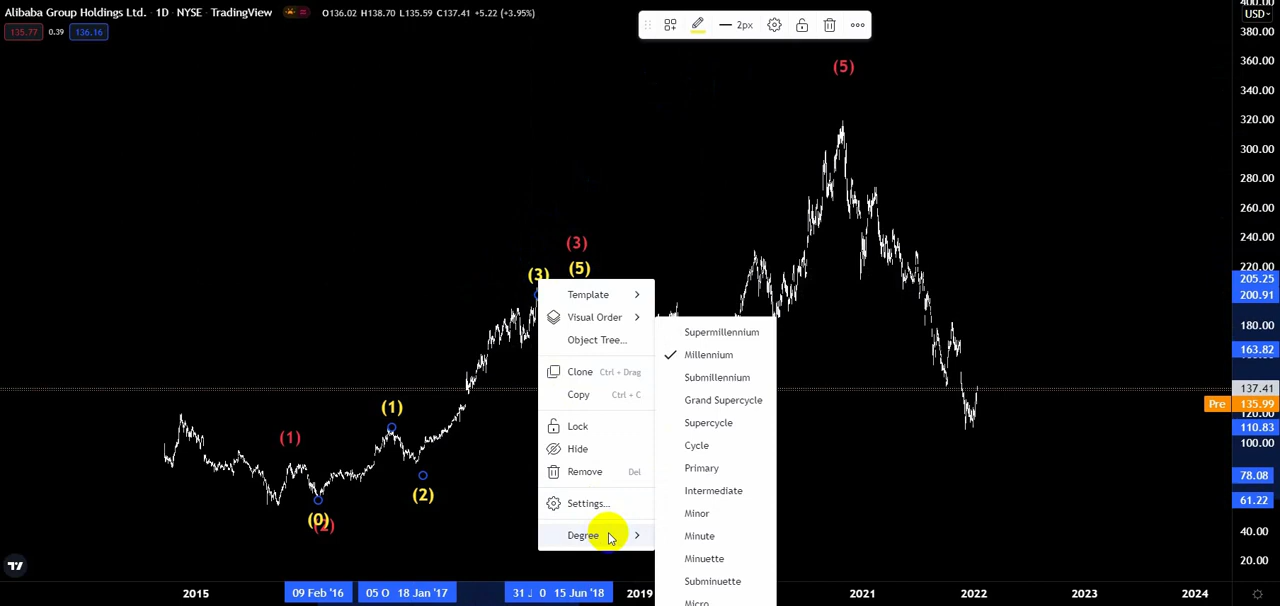 Alibaba Group Holdings Ltd. · 1D · NYSE · TradingView O136.02 H138.70 L135.59 C137.41 +5.22 (+3.95%)
135.77 0.39 136.16
2px
USD
400.00
380.00
360.00
340.00
320.00
300.00
280.00
260.00
240.00
220.00
205.25
200.91
180.00
163.82
137.41
Pre 135.99
120.00
110.83
100.00
78.08
61.22
40.00
20.00
(5)
(3)
(3) (5)
(1)
(1)
(2)
(0)
(2)
Template
Visual Order
Object Tree...
Clone Ctrl + Drag
Copy Ctrl + C
Lock
Hide
Remove Del
Settings...
Degree
Supermillennium
Millennium
Submillennium
Grand Supercycle
Supercycle
Cycle
Primary
Intermediate
Minor
Minute
Minuette
Subminuette
Micro
2015 09 Feb '16 05 O 18 Jan '17 31 J 0 15 Jun '18 2019 2021 2022 2023 2024